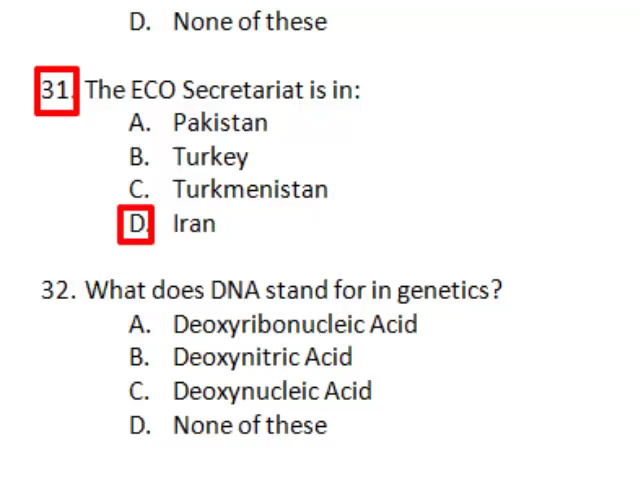 D. None of these
31. The ECO Secretariat is in:
A. Pakistan
B. Turkey
C. Turkmenistan
D. Iran
32. What does DNA stand for in genetics?
A. Deoxyribonucleic Acid
B. Deoxynitric Acid
C. Deoxynucleic Acid
D. None of these